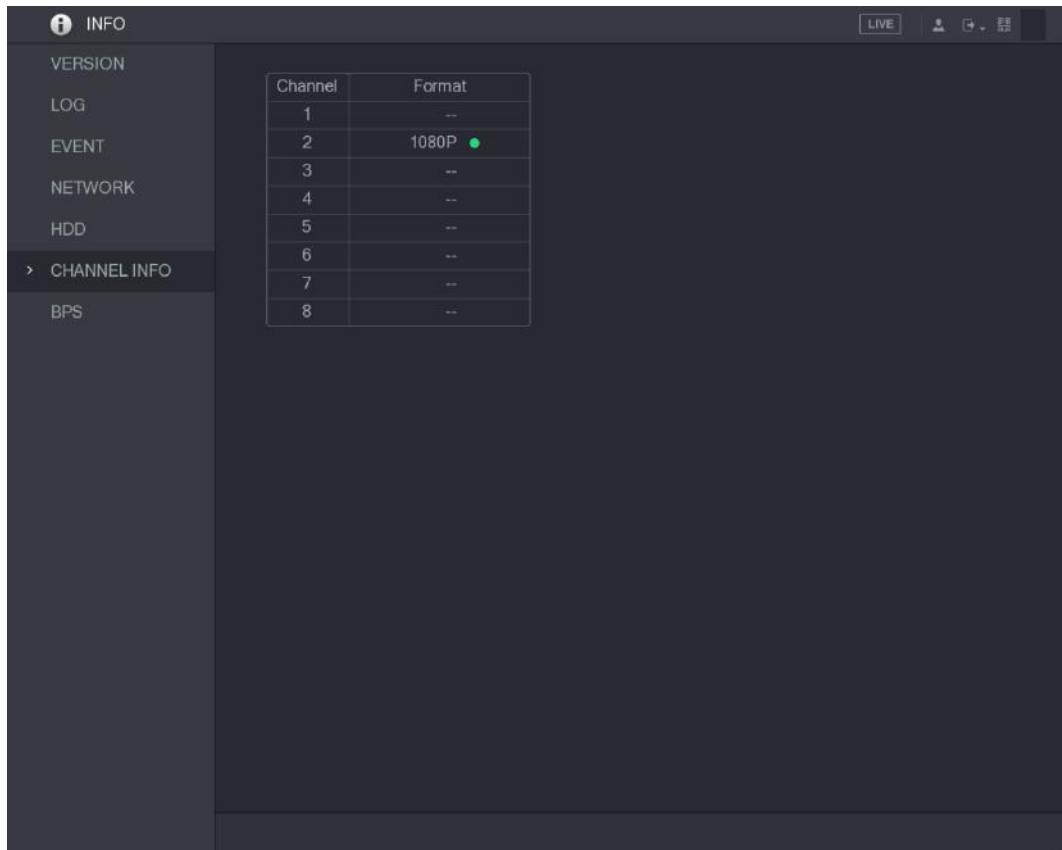 INFO
LIVE
VERSION
LOG
EVENT
NETWORK
HDD
> CHANNEL INFO
BPS
Channel Format
1 --
2 1080P
3 --
4 --
5 --
6 --
7 --
8 --